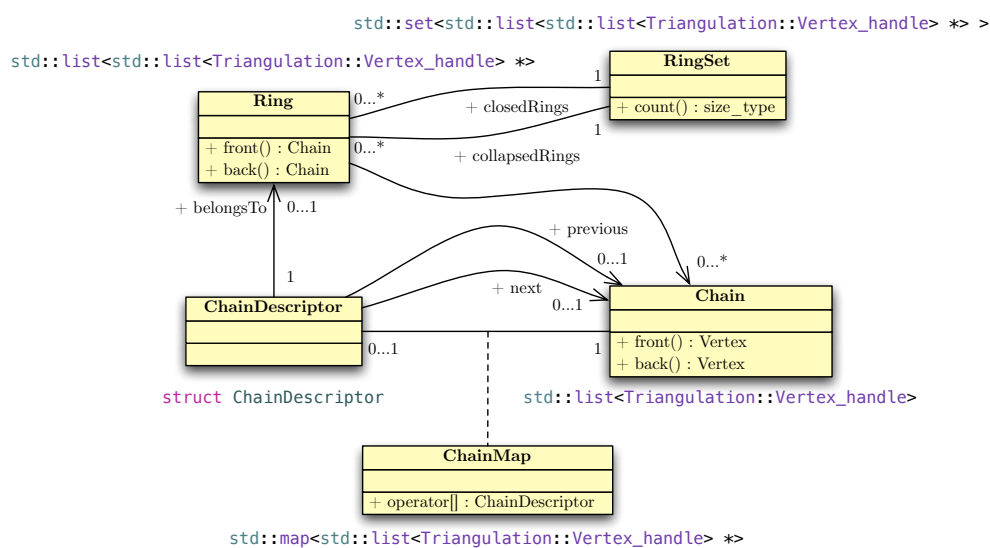 std::set<std::list<std::list<Triangulation::Vertex_handle> *> >
std::list<std::list<Triangulation::Vertex_handle> *>
RingSet
+ count() : size_type
Ring
+ front() : Chain
+ back() : Chain
0...*
1
+ closedRings
0...*
1
+ collapsedRings
+ belongsTo
0...1
1
+ previous
0...1
0...*
+ next
0...1
ChainDescriptor
Chain
+ front() : Vertex
+ back() : Vertex
0...1
1
struct ChainDescriptor
std::list<Triangulation::Vertex_handle>
ChainMap
+ operator[] : ChainDescriptor
std::map<std::list<Triangulation::Vertex_handle> *>